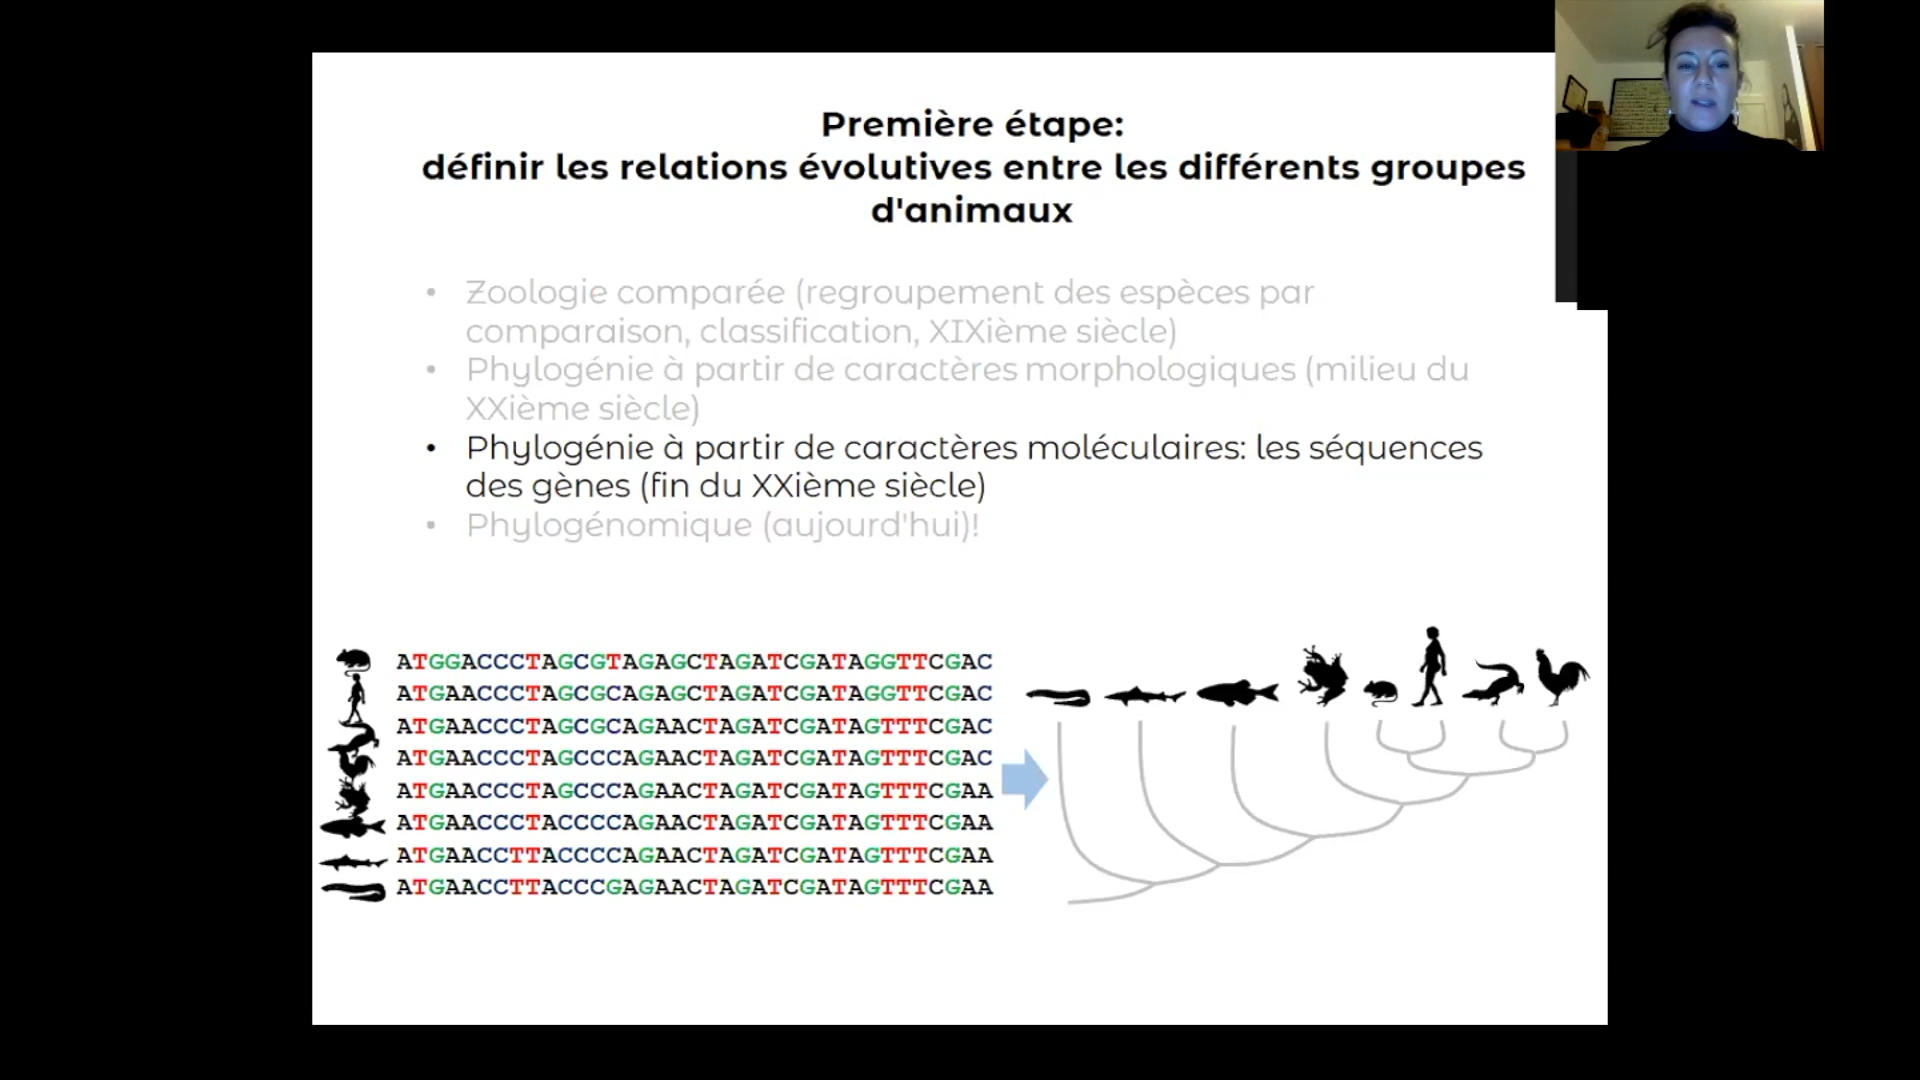 Première étape:
définir les relations évolutives entre les différents groupes
d'animaux
• Zoologie comparée (regroupement des espèces par
comparaison, classification, XIXième siècle)
• Phylogénie à partir de caractères morphologiques (milieu du
XXième siècle)
• Phylogénie à partir de caractères moléculaires: les séquences
des gènes (fin du XXième siècle)
• Phylogénomique (aujourd'hui)!
ATGGACCCTAGCGTAGAGCTAGATCGATAGGTTCGAC
ATGAACCCTAGCGCAGAGCTAGATCGATAGGTTCGAC
ATGAACCCTAGCGCAGAACTAGATCGATAGTTTCGAC
ATGAACCCTAGCCCAGAACTAGATCGATAGTTTCGAC
ATGAACCCTAGCCCAGAACTAGATCGATAGTTTCGAA
ATGAACCCTACCCCAGAACTAGATCGATAGTTTCGAA
ATGAACCTTACCCCAGAACTAGATCGATAGTTTCGAA
ATGAACCTTACCCGAGAACTAGATCGATAGTTTCGAA